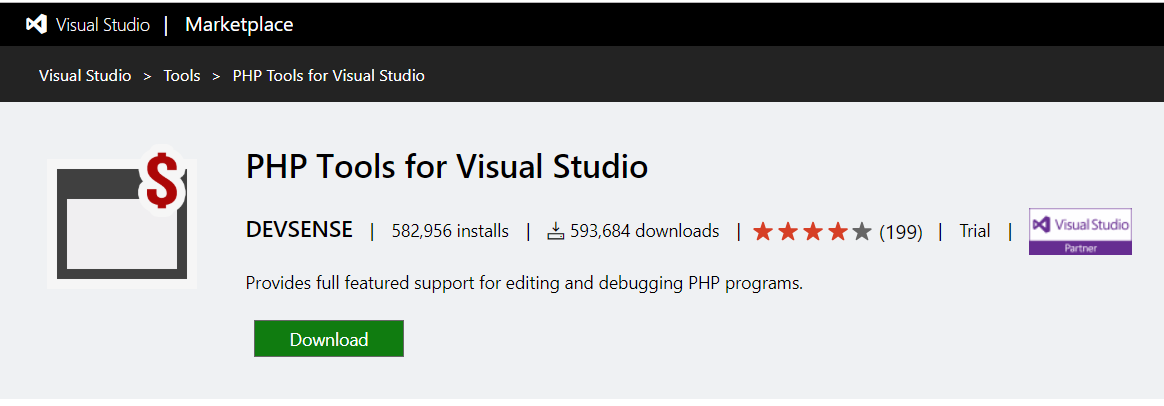 Visual Studio | Marketplace
Visual Studio > Tools > PHP Tools for Visual Studio
$
PHP Tools for Visual Studio
DEVSENSE | 582,956 installs | 593,684 downloads | (199) | Trial |
Visual Studio
Partner
Provides full featured support for editing and debugging PHP programs.
Download